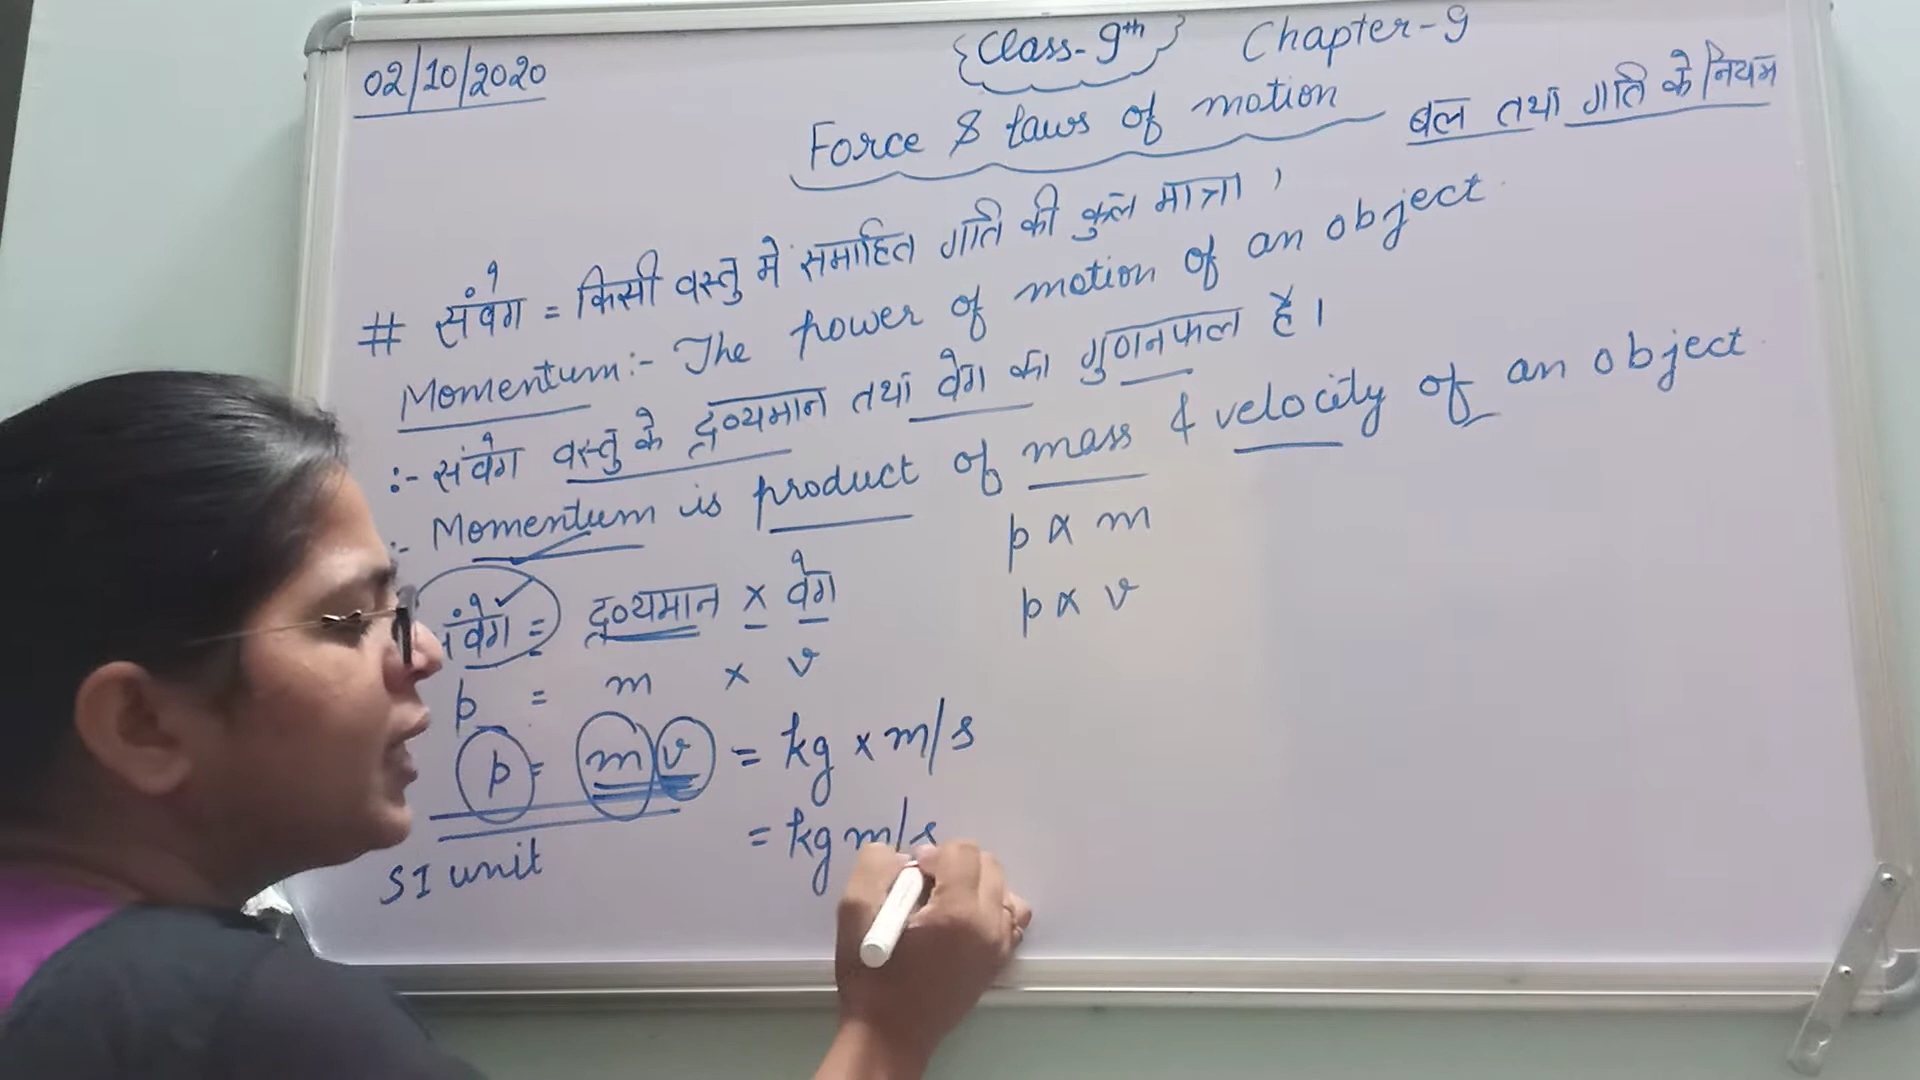 02/10/2020
{Class-9th} Chapter-9
Force & laws of motion बल तथा गति के नियम
# संवेग = किसी वस्तु मे समाहित गति की कुल मात्रा ,
Momentum:- The power of motion of an object
:- संवेग वस्तु के द्रव्यमान तथा वेग का गुणनफल है।
:- Momentum is product of mass & velocity of an object
संवेग = द्रव्यमान x वेग
p ∝ m
p ∝ v
p = m x v
p = mv = kg x m/s
= kg m/s
SI unit